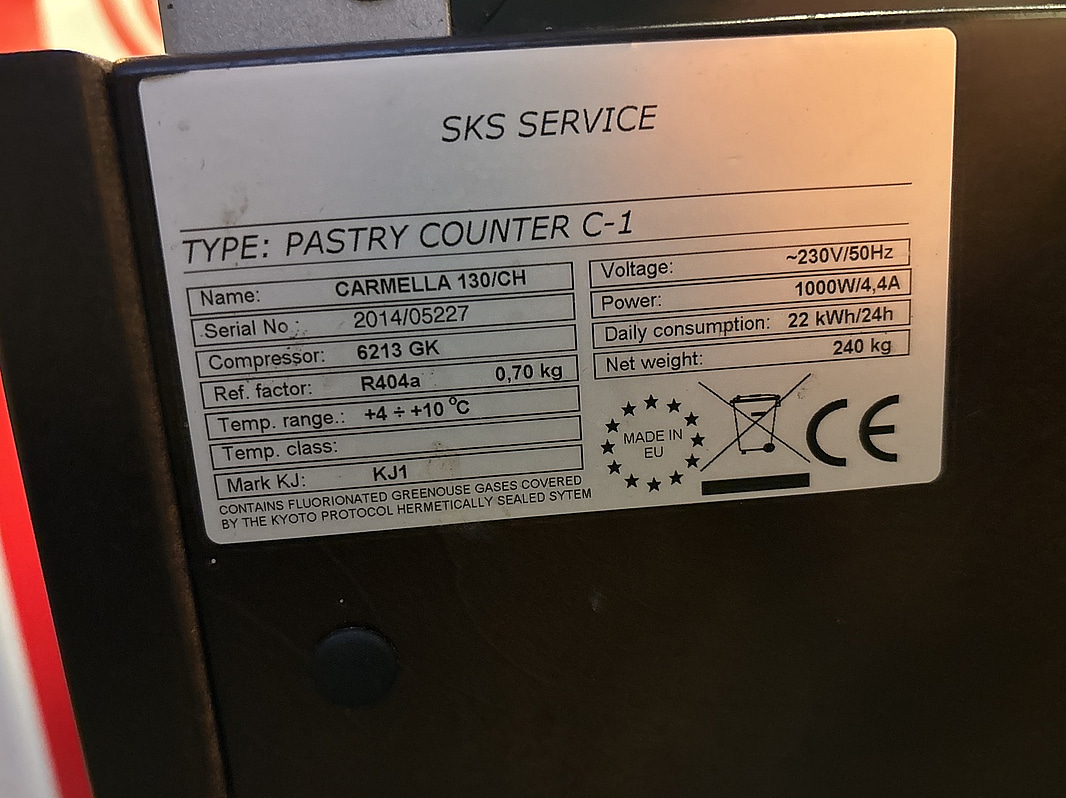 SKS SERVICE
TYPE: PASTRY COUNTER C-1
Name: CARMELLA 130/CH
Serial No : 2014/05227
Compressor: 6213 GK
Ref. factor: R404a 0,70 kg
Temp. range.: +4 ÷ +10 °C
Temp. class:
Mark KJ: KJ1
CONTAINS FLUORIONATED GREENOUSE GASES COVERED
BY THE KYOTO PROTOCOL HERMETICALLY SEALED SYTEM
Voltage: ~230V/50Hz
Power: 1000W/4,4A
Daily consumption: 22 kWh/24h
Net weight: 240 kg
MADE IN
EU
CE